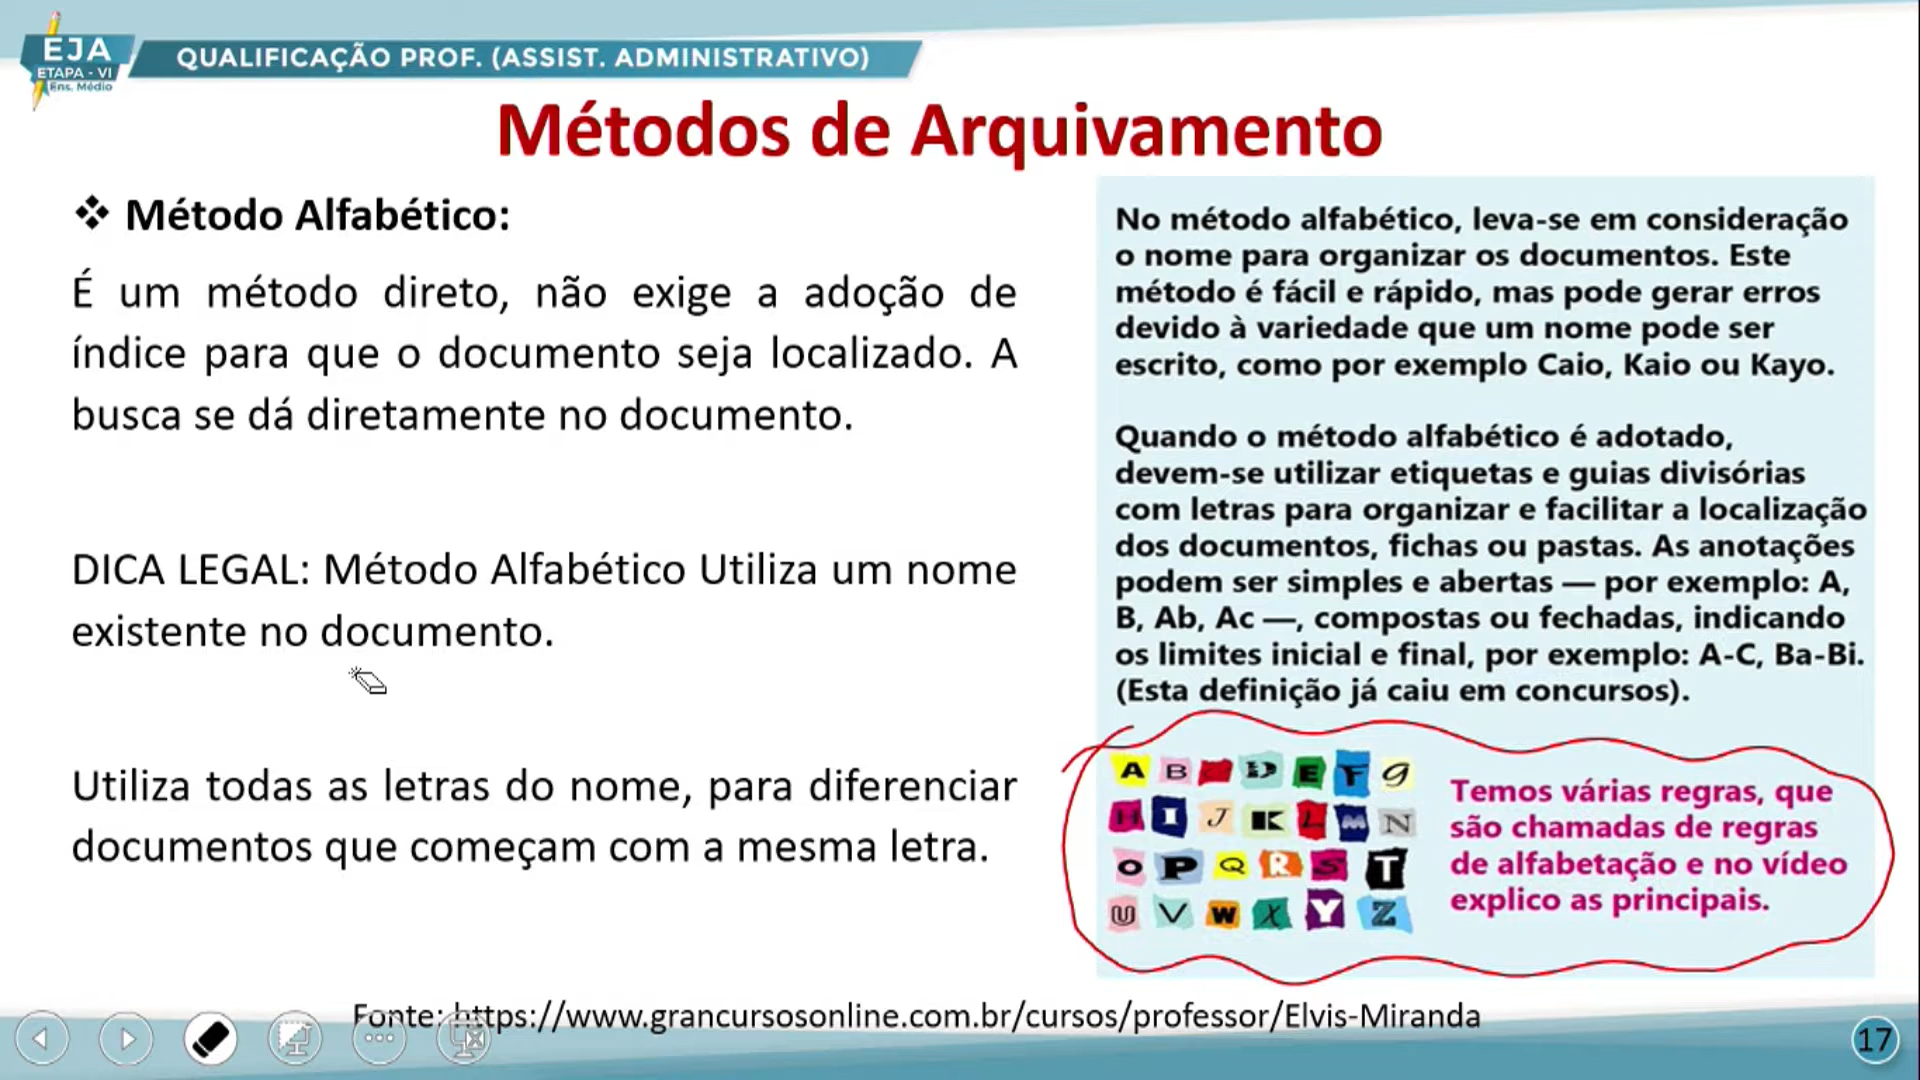 EJA
ETAPA - VI
Ens. Médio
QUALIFICAÇÃO PROF. (ASSIST. ADMINISTRATIVO)
Métodos de Arquivamento
❖ Método Alfabético:
É um método direto, não exige a adoção de
índice para que o documento seja localizado. A
busca se dá diretamente no documento.
DICA LEGAL: Método Alfabético Utiliza um nome
existente no documento.
Utiliza todas as letras do nome, para diferenciar
documentos que começam com a mesma letra.
No método alfabético, leva-se em consideração
o nome para organizar os documentos. Este
método é fácil e rápido, mas pode gerar erros
devido à variedade que um nome pode ser
escrito, como por exemplo Caio, Kaio ou Kayo.
Quando o método alfabético é adotado,
devem-se utilizar etiquetas e guias divisórias
com letras para organizar e facilitar a localização
dos documentos, fichas ou pastas. As anotações
podem ser simples e abertas — por exemplo: A,
B, Ab, Ac —, compostas ou fechadas, indicando
os limites inicial e final, por exemplo: A-C, Ba-Bi.
(Esta definição já caiu em concursos).
A B D E F g
H I J K L M N
O P Q R S T
U V W X Y Z
Temos várias regras, que
são chamadas de regras
de alfabetação e no vídeo
explico as principais.
Fonte: https://www.grancursosonline.com.br/cursos/professor/Elvis-Miranda
17